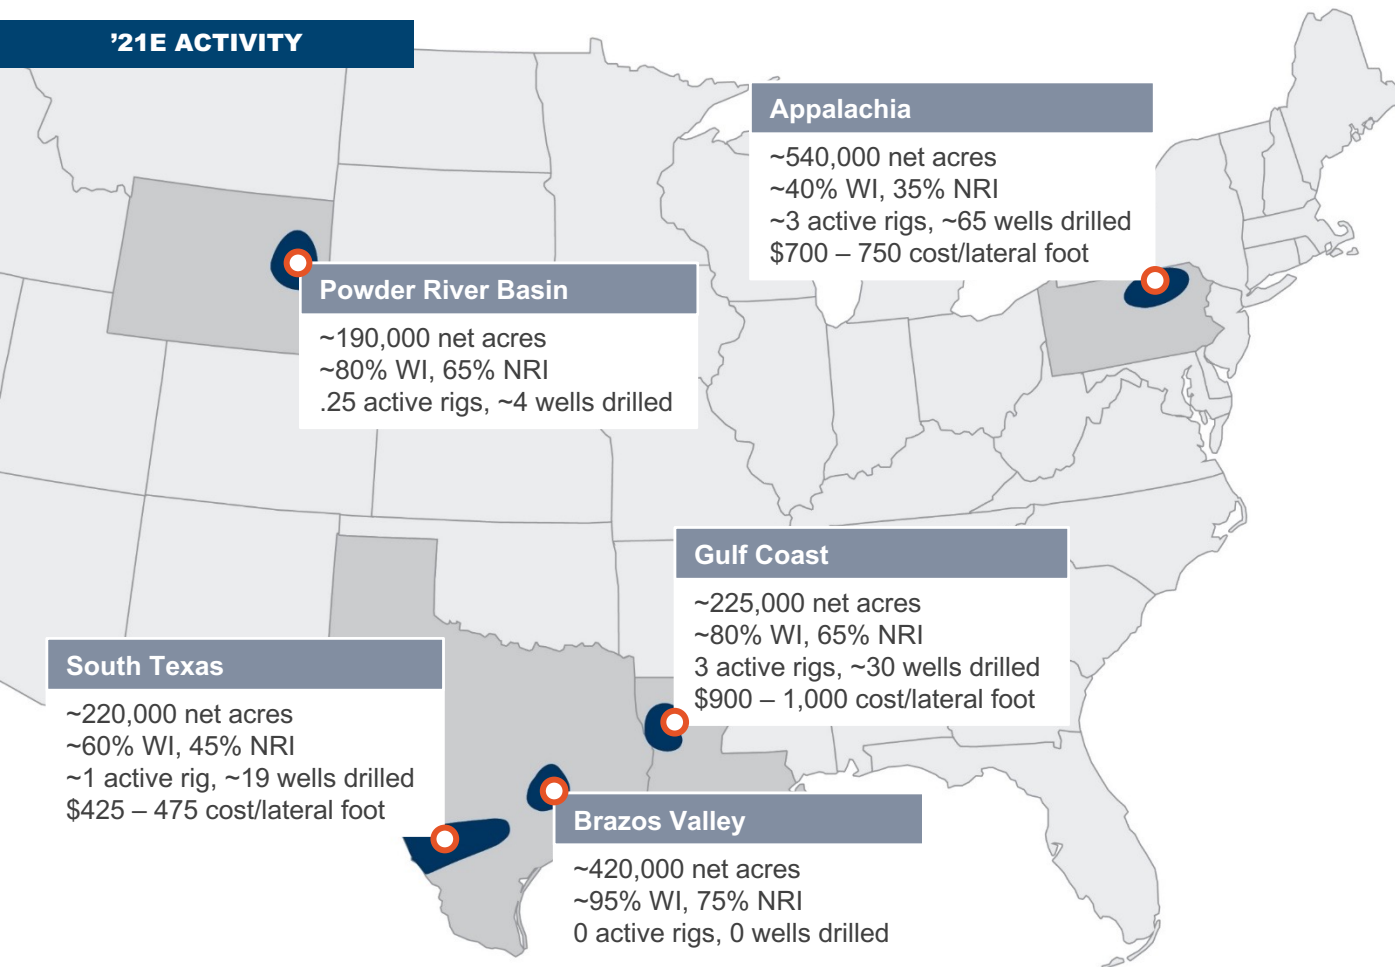 ’21E ACTIVITY
Appalachia
~540,000 net acres
~40% WI, 35% NRI
~3 active rigs, ~65 wells drilled
$700 – 750 cost/lateral foot
Powder River Basin
~190,000 net acres
~80% WI, 65% NRI
.25 active rigs, ~4 wells drilled
Gulf Coast
~225,000 net acres
~80% WI, 65% NRI
3 active rigs, ~30 wells drilled
$900 – 1,000 cost/lateral foot
South Texas
~220,000 net acres
~60% WI, 45% NRI
~1 active rig, ~19 wells drilled
$425 – 475 cost/lateral foot
Brazos Valley
~420,000 net acres
~95% WI, 75% NRI
0 active rigs, 0 wells drilled